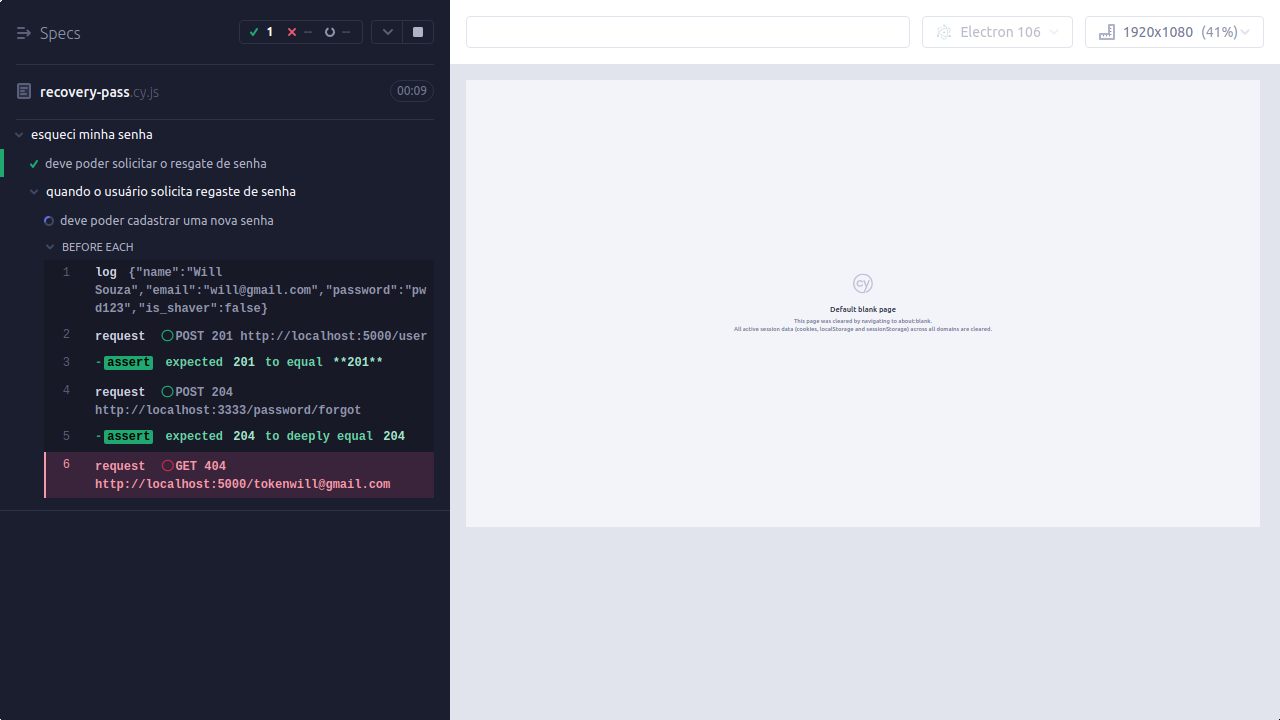 Specs
1
--
--
Electron 106
1920x1080 (41%)
recovery-pass.cy.js
00:09
esqueci minha senha
deve poder solicitar o resgate de senha
quando o usuário solicita regaste de senha
deve poder cadastrar uma nova senha
BEFORE EACH
1 log {"name":"Will
Souza","email":"will@gmail.com","password":"pw
d123","is_shaver":false}
2 request POST 201 http://localhost:5000/user
3 -assert expected 201 to equal **201**
4 request POST 204
http://localhost:3333/password/forgot
5 -assert expected 204 to deeply equal 204
6 request GET 404
http://localhost:5000/tokenwill@gmail.com
cy
Default blank page
This page was cleared by navigating to about:blank.
All active session data (cookies, localStorage and sessionStorage) across all domains are cleared.